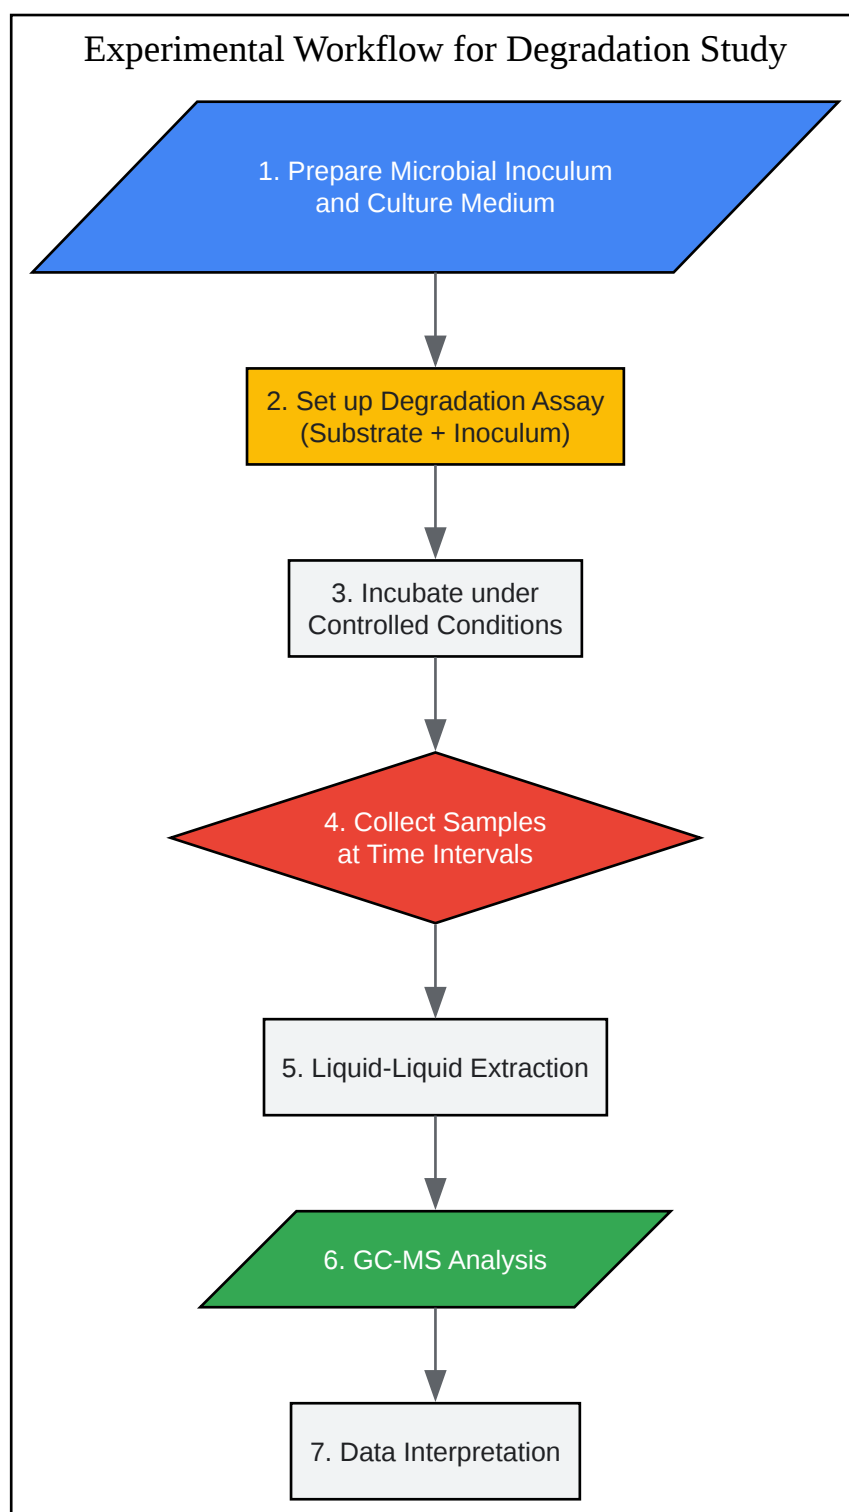 Experimental Workflow for Degradation Study
1. Prepare Microbial Inoculum
and Culture Medium
2. Set up Degradation Assay
(Substrate + Inoculum)
3. Incubate under
Controlled Conditions
4. Collect Samples
at Time Intervals
5. Liquid-Liquid Extraction
6. GC-MS Analysis
7. Data Interpretation